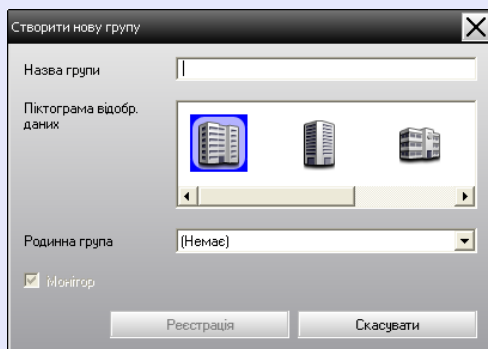 Створити нову групу
Назва групи
Піктограма відобр.
даних
Родинна група
(Немає)
Монітор
Реєстрація
Скасувати